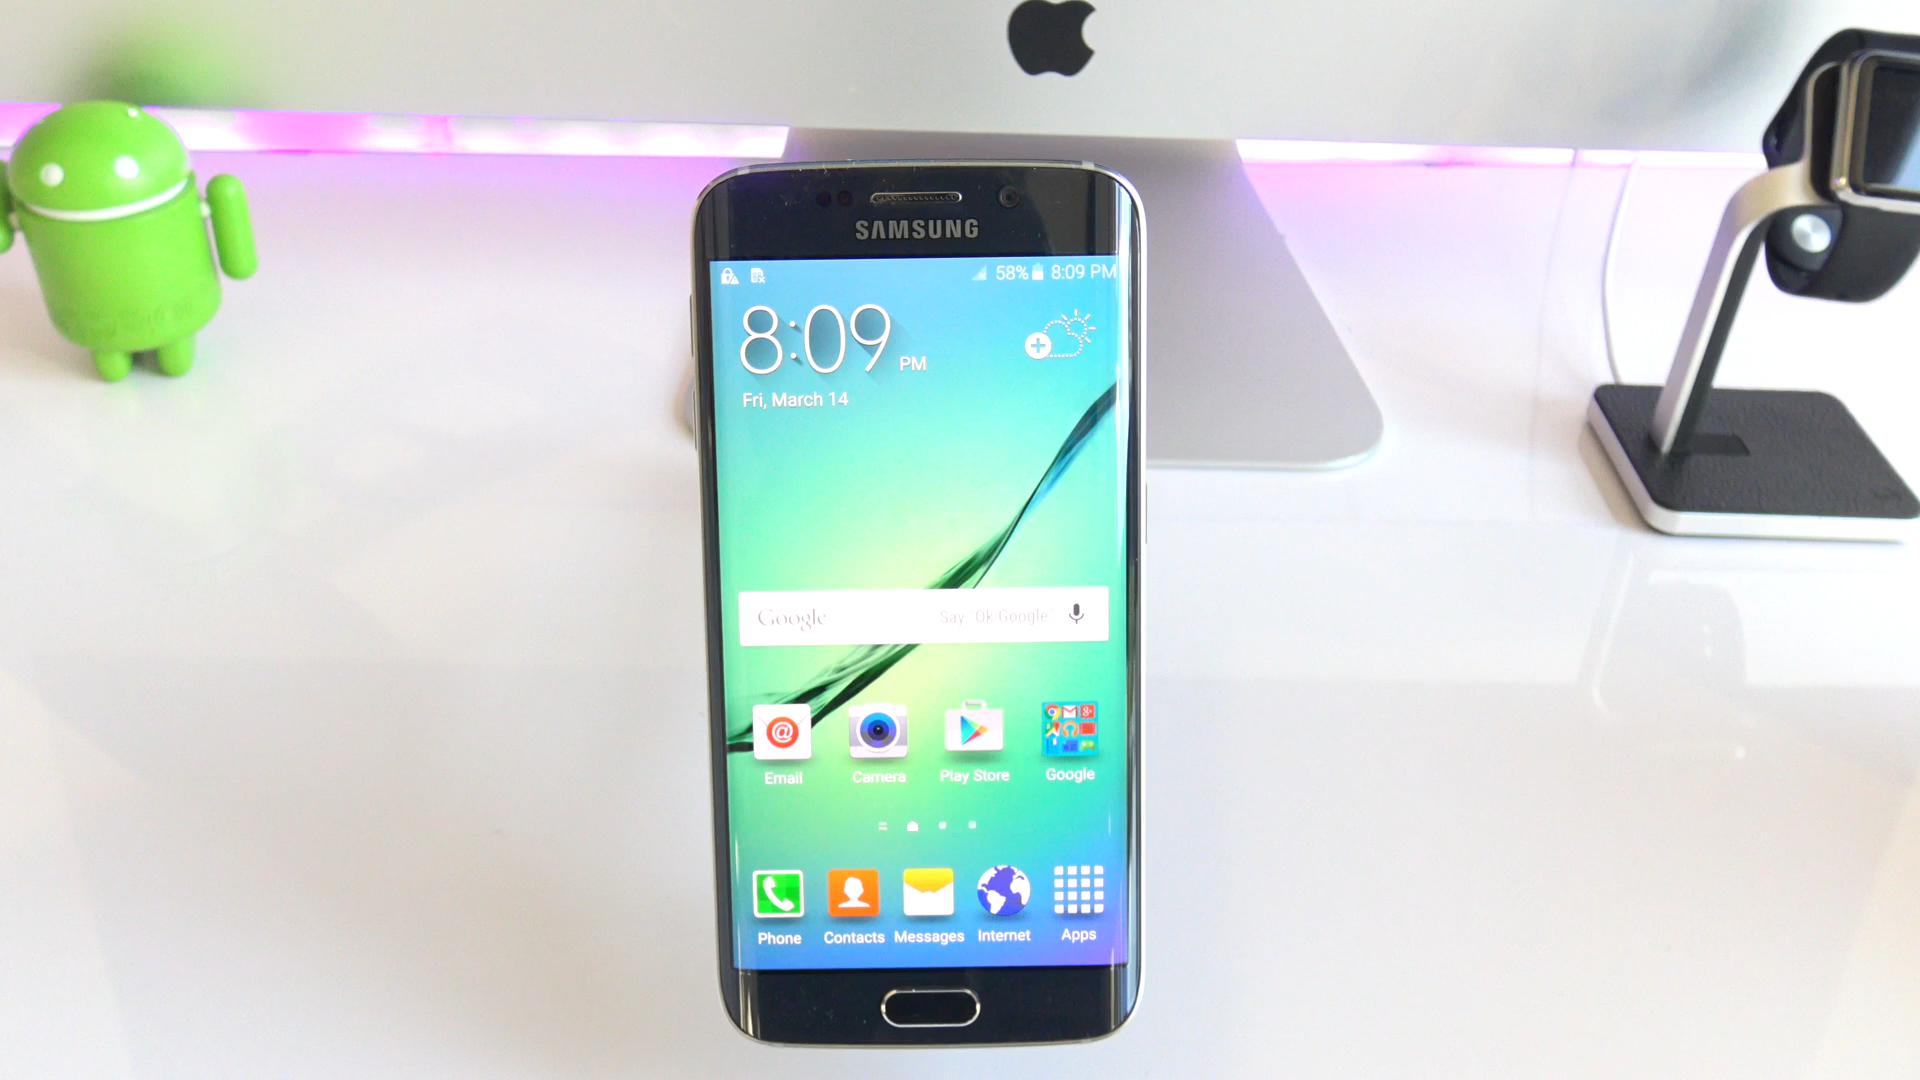 SAMSUNG
58% 8:09 PM
8:09 PM
Fri, March 14
Google Say "Ok Google"
Email Camera Play Store Google
Phone Contacts Messages Internet Apps